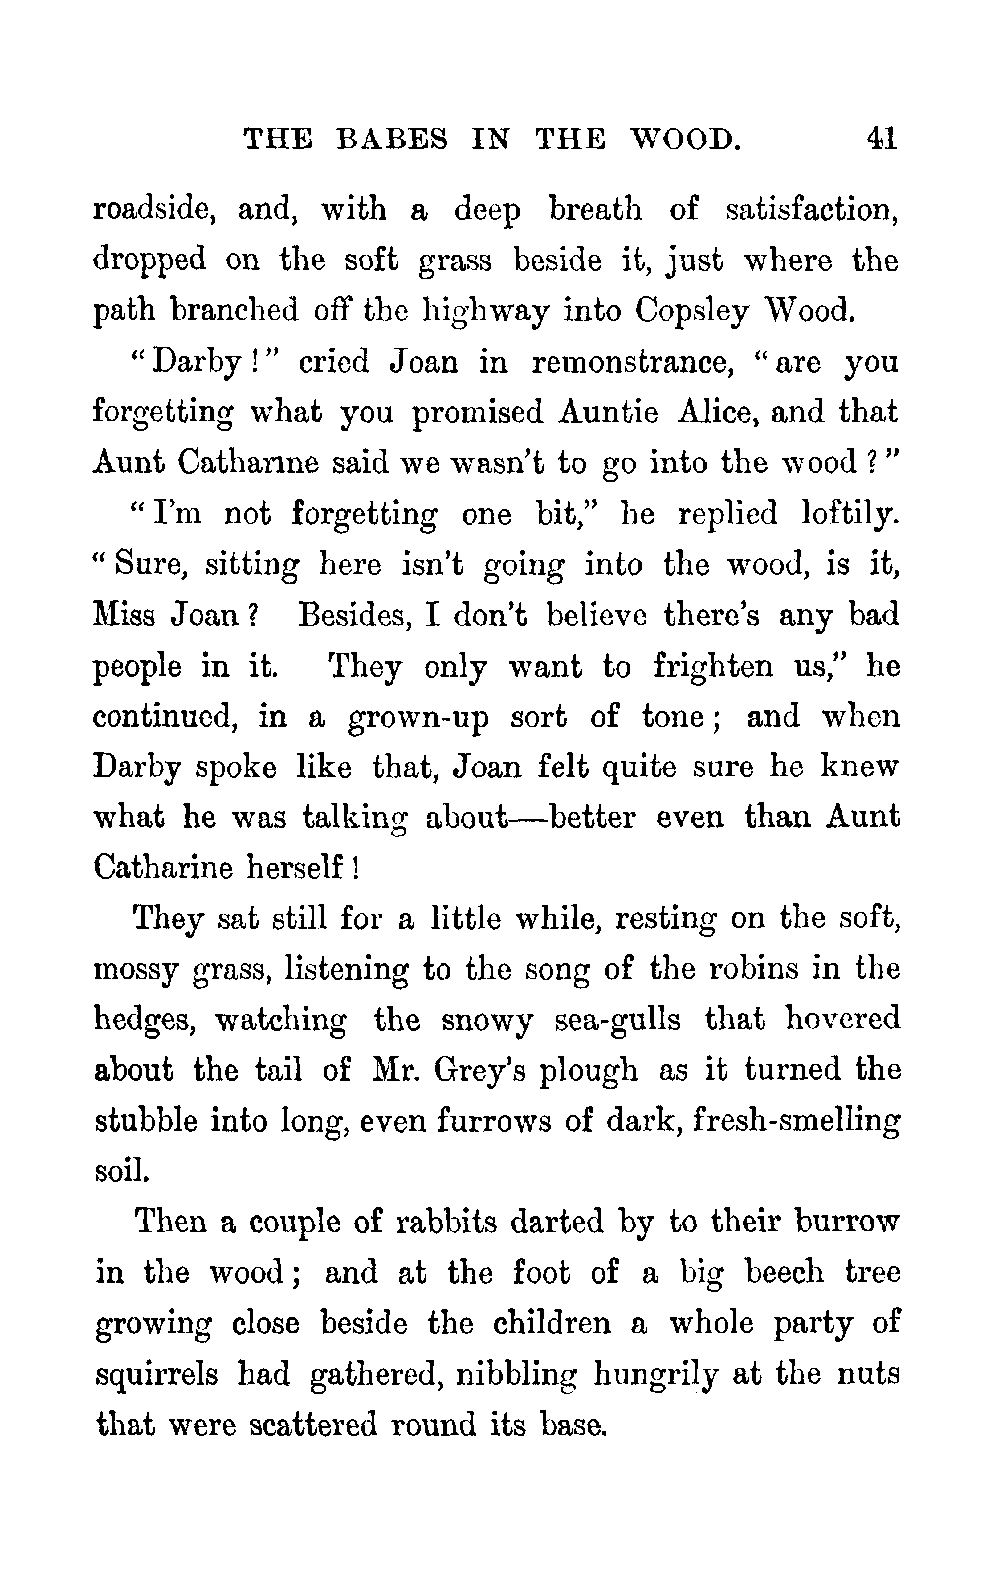 THE BABES IN THE WOOD. 41
roadside, and, with a deep breath of satisfaction,
dropped on the soft grass beside it, just where the
path branched off the highway into Copsley Wood.
“Darby!” cried Joan in remonstrance, “are you
forgetting what you promised Auntie Alice, and that
Aunt Catharine said we wasn’t to go into the wood?”
“I’m not forgetting one bit,” he replied loftily.
“Sure, sitting here isn’t going into the wood, is it,
Miss Joan? Besides, I don’t believe there’s any bad
people in it. They only want to frighten us,” he
continued, in a grown-up sort of tone; and when
Darby spoke like that, Joan felt quite sure he knew
what he was talking about—better even than Aunt
Catharine herself!
They sat still for a little while, resting on the soft,
mossy grass, listening to the song of the robins in the
hedges, watching the snowy sea-gulls that hovered
about the tail of Mr. Grey’s plough as it turned the
stubble into long, even furrows of dark, fresh-smelling
soil.
Then a couple of rabbits darted by to their burrow
in the wood; and at the foot of a big beech tree
growing close beside the children a whole party of
squirrels had gathered, nibbling hungrily at the nuts
that were scattered round its base.